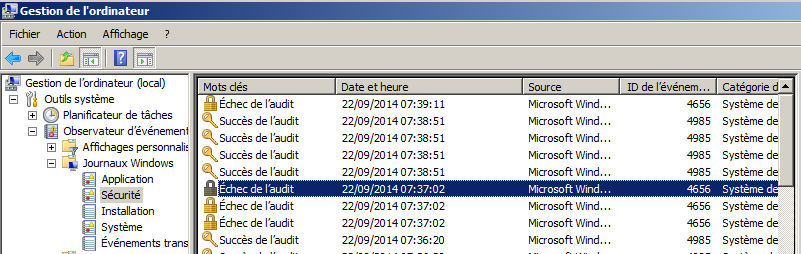 Gestion de l'ordinateur
Fichier Action Affichage ?
Gestion de l'ordinateur (local)
Outils système
Planificateur de tâches
Observateur d'événement
Affichages personnalis
Journaux Windows
Application
Sécurité
Installation
Système
Événements trans
Mots clés Date et heure Source ID de l'événem... Catégorie d
Échec de l'audit 22/09/2014 07:39:11 Microsoft Wind... 4656 Système de
Succès de l'audit 22/09/2014 07:38:51 Microsoft Wind... 4985 Système de
Succès de l'audit 22/09/2014 07:38:51 Microsoft Wind... 4985 Système de
Succès de l'audit 22/09/2014 07:38:51 Microsoft Wind... 4985 Système de
Succès de l'audit 22/09/2014 07:38:51 Microsoft Wind... 4985 Système de
Échec de l'audit 22/09/2014 07:37:02 Microsoft Wind... 4656 Système de
Échec de l'audit 22/09/2014 07:37:02 Microsoft Wind... 4656 Système de
Échec de l'audit 22/09/2014 07:37:02 Microsoft Wind... 4656 Système de
Succès de l'audit 22/09/2014 07:36:20 Microsoft Wind... 4985 Système de